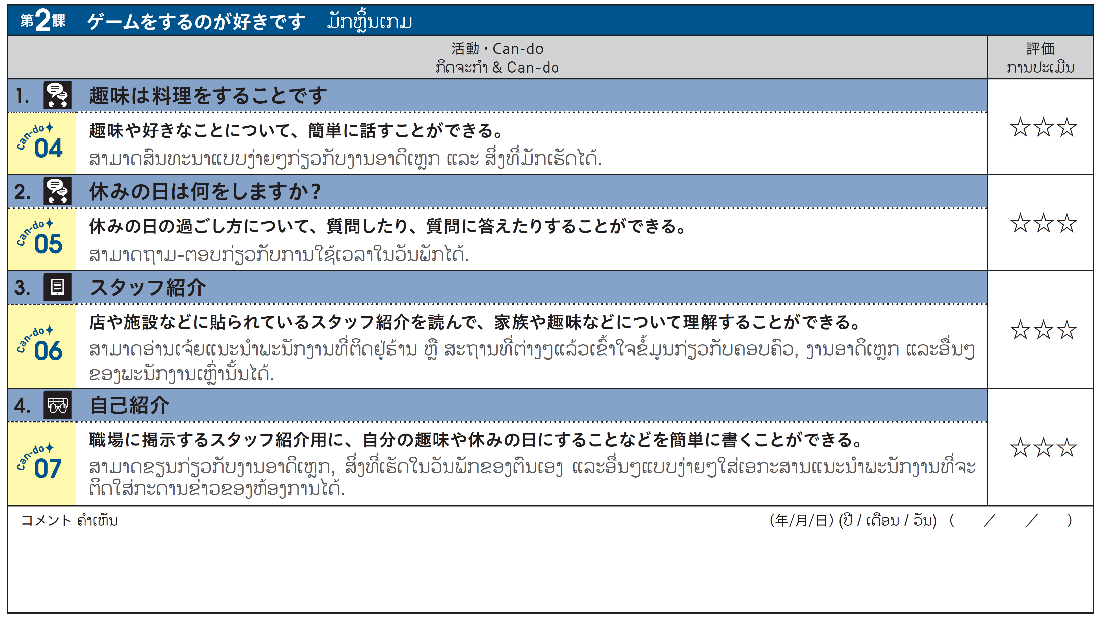 第2課 ゲームをするのが好きです ມັກຫຼິ້ນເກມ
活動・Can-do 評価
ກິດຈະກຳ & Can-do ການປະເມີນ
1. 趣味は料理をすることです
Can-do 04 趣味や好きなことについて、簡単に話すことができる。 ☆☆☆
ສາມາດສົນທະນາແບບງ່າຍໆກ່ຽວກັບງານອາດິເຫຼກ ແລະ ສິ່ງທີ່ມັກເຮັດໄດ້.
2. 休みの日は何をしますか?
Can-do 05 休みの日の過ごし方について、質問したり、質問に答えたりすることができる。 ☆☆☆
ສາມາດຖາມ-ຕອບກ່ຽວກັບການໃຊ້ເວລາໃນວັນພັກໄດ້.
3. スタッフ紹介
Can-do 06 店や施設などに貼られているスタッフ紹介を読んで、家族や趣味などについて理解することができる。 ☆☆☆
ສາມາດອ່ານເຈ້ຍແນະນຳພະນັກງານທີ່ຕິດຢູ່ຮ້ານ ຫຼື ສະຖານທີ່ຕ່າງໆແລ້ວເຂົ້າໃຈຂໍ້ມູນກ່ຽວກັບຄອບຄົວ, ງານອາດິເຫຼກ ແລະອື່ນໆ
ຂອງພະນັກງານເຫຼົ່ານັ້ນໄດ້.
4. 自己紹介
Can-do 07 職場に掲示するスタッフ紹介用に、自分の趣味や休みの日にすることなどを簡単に書くことができる。 ☆☆☆
ສາມາດຂຽນກ່ຽວກັບງານອາດິເຫຼກ, ສິ່ງທີ່ເຮັດໃນວັນພັກຂອງຕົນເອງ ແລະອື່ນໆແບບງ່າຍໆໃສ່ເອກະສານແນະນຳພະນັກງານທີ່ຈະ
ຕິດໃສ່ກະດານຂ່າວຂອງຫ້ອງການໄດ້.
コメント ຄຳເຫັນ (年/月/日) (ປີ / ເດືອນ / ວັນ) ( / / )